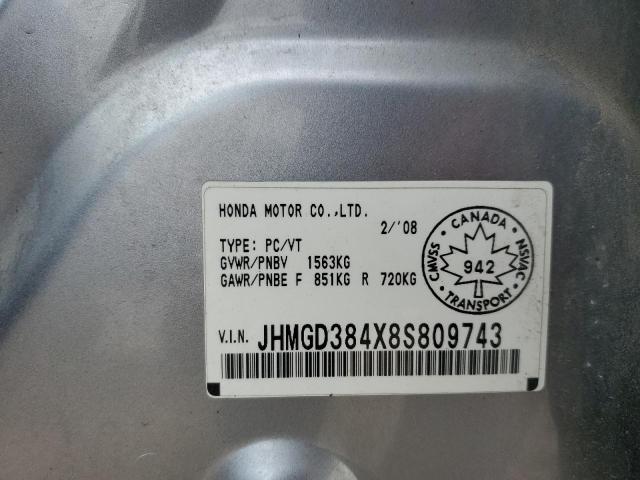 HONDA MOTOR CO.,LTD.
2/'08
TYPE: PC/VT
GVWR/PNBV 1563KG
GAWR/PNBE F 851KG R 720KG
CANADA
CMVSS 942 NSVAC
TRANSPORT
V.I.N. JHMGD384X8S809743